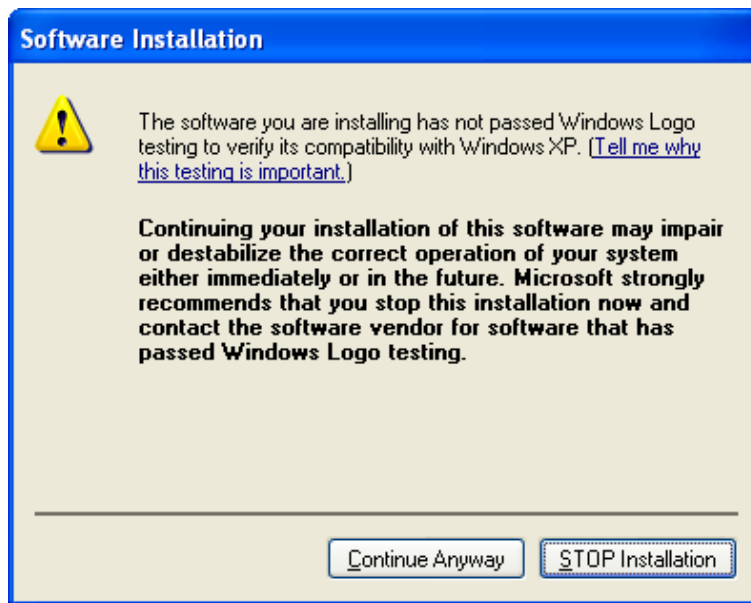 Software Installation
The software you are installing has not passed Windows Logo
testing to verify its compatibility with Windows XP. (Tell me why
this testing is important.)
Continuing your installation of this software may impair
or destabilize the correct operation of your system
either immediately or in the future. Microsoft strongly
recommends that you stop this installation now and
contact the software vendor for software that has
passed Windows Logo testing.
Continue Anyway
STOP Installation